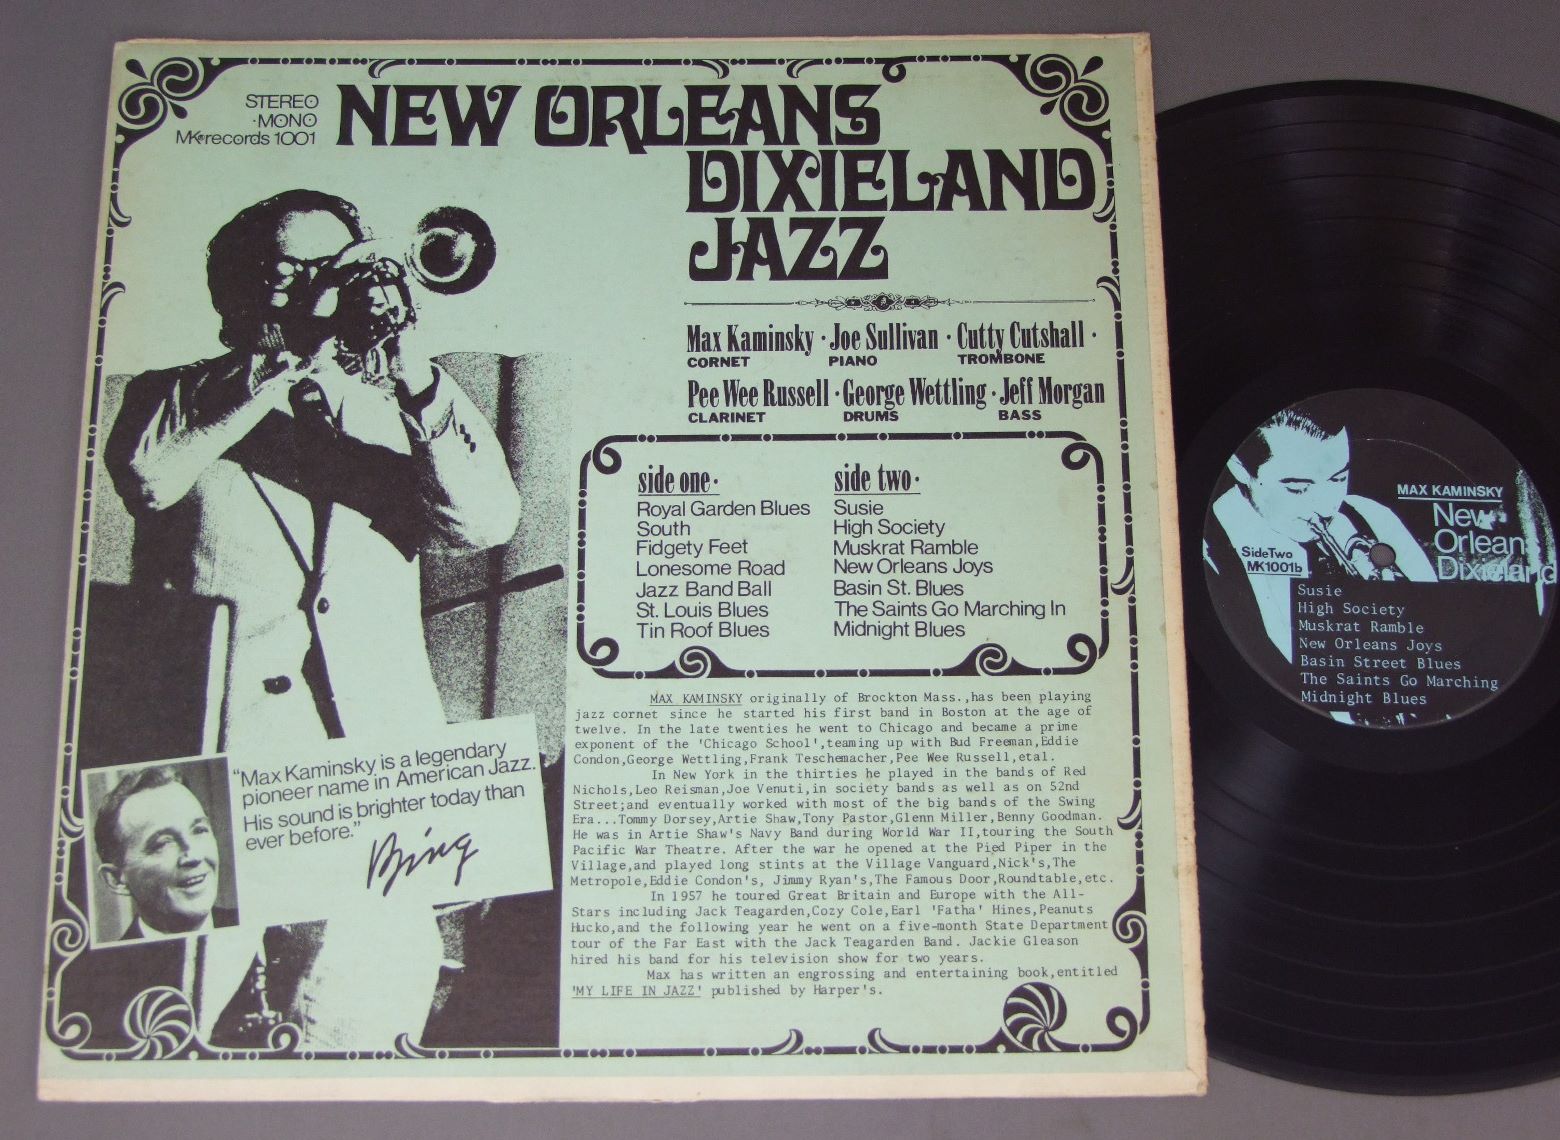 STEREO
·MONO
MK records 1001
NEW ORLEANS
DIXIELAND
JAZZ
Max Kaminsky · Joe Sullivan · Cutty Cutshall ·
CORNET PIANO TROMBONE
Pee Wee Russell · George Wettling · Jeff Morgan
CLARINET DRUMS BASS
side one·
Royal Garden Blues
South
Fidgety Feet
Lonesome Road
Jazz Band Ball
St. Louis Blues
Tin Roof Blues
side two·
Susie
High Society
Muskrat Ramble
New Orleans Joys
Basin St. Blues
The Saints Go Marching In
Midnight Blues
MAX KAMINSKY originally of Brockton Mass.,has been playing
jazz cornet since he started his first band in Boston at the age of
twelve. In the late twenties he went to Chicago and became a prime
exponent of the 'Chicago School',teaming up with Bud Freeman,Eddie
Condon,George Wettling,Frank Teschemacher,Pee Wee Russell,etal.
In New York in the thirties he played in the bands of Red
Nichols,Leo Reisman,Joe Venuti,in society bands as well as on 52nd
Street;and eventually worked with most of the big bands of the Swing
Era...Tommy Dorsey,Artie Shaw,Tony Pastor,Glenn Miller,Benny Goodman.
He was in Artie Shaw's Navy Band during World War II,touring the South
Pacific War Theatre. After the war he opened at the Pied Piper in the
Village,and played long stints at the Village Vanguard,Nick's,The
Metropole,Eddie Condon's, Jimmy Ryan's,The Famous Door,Roundtable,etc.
In 1957 he toured Great Britain and Europe with the All-
Stars including Jack Teagarden,Cozy Cole,Earl 'Fatha' Hines,Peanuts
Hucko,and the following year he went on a five-month State Department
tour of the Far East with the Jack Teagarden Band. Jackie Gleason
hired his band for his television show for two years.
Max has written an engrossing and entertaining book,entitled
'MY LIFE IN JAZZ' published by Harper's.
"Max Kaminsky is a legendary
pioneer name in American Jazz.
His sound is brighter today than
ever before."
Bing
MAX KAMINSKY
New
Orlean
Dixieland
Side Two
MK1001b
Susie
High Society
Muskrat Ramble
New Orleans Joys
Basin Street Blues
The Saints Go Marching
Midnight Blues